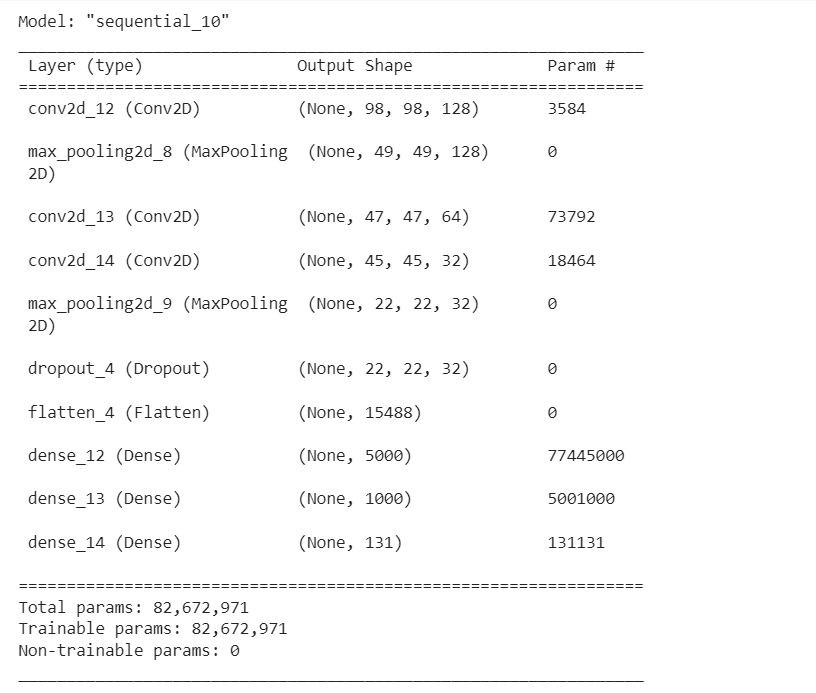 Model: "sequential_10"
Layer (type) Output Shape Param #
conv2d_12 (Conv2D) (None, 98, 98, 128) 3584
max_pooling2d_8 (MaxPooling (None, 49, 49, 128) 0
2D)
conv2d_13 (Conv2D) (None, 47, 47, 64) 73792
conv2d_14 (Conv2D) (None, 45, 45, 32) 18464
max_pooling2d_9 (MaxPooling (None, 22, 22, 32) 0
2D)
dropout_4 (Dropout) (None, 22, 22, 32) 0
flatten_4 (Flatten) (None, 15488) 0
dense_12 (Dense) (None, 5000) 77445000
dense_13 (Dense) (None, 1000) 5001000
dense_14 (Dense) (None, 131) 131131
Total params: 82,672,971
Trainable params: 82,672,971
Non-trainable params: 0